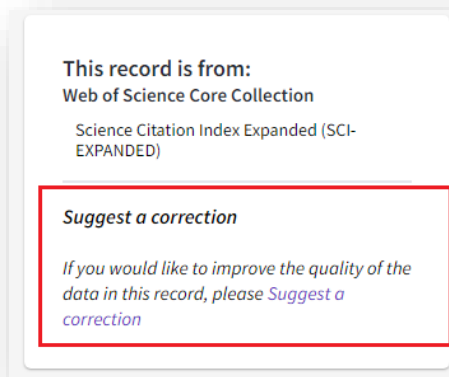 This record is from:
Web of Science Core Collection
Science Citation Index Expanded (SCI-
EXPANDED)
Suggest a correction
If you would like to improve the quality of the
data in this record, please Suggest a
correction